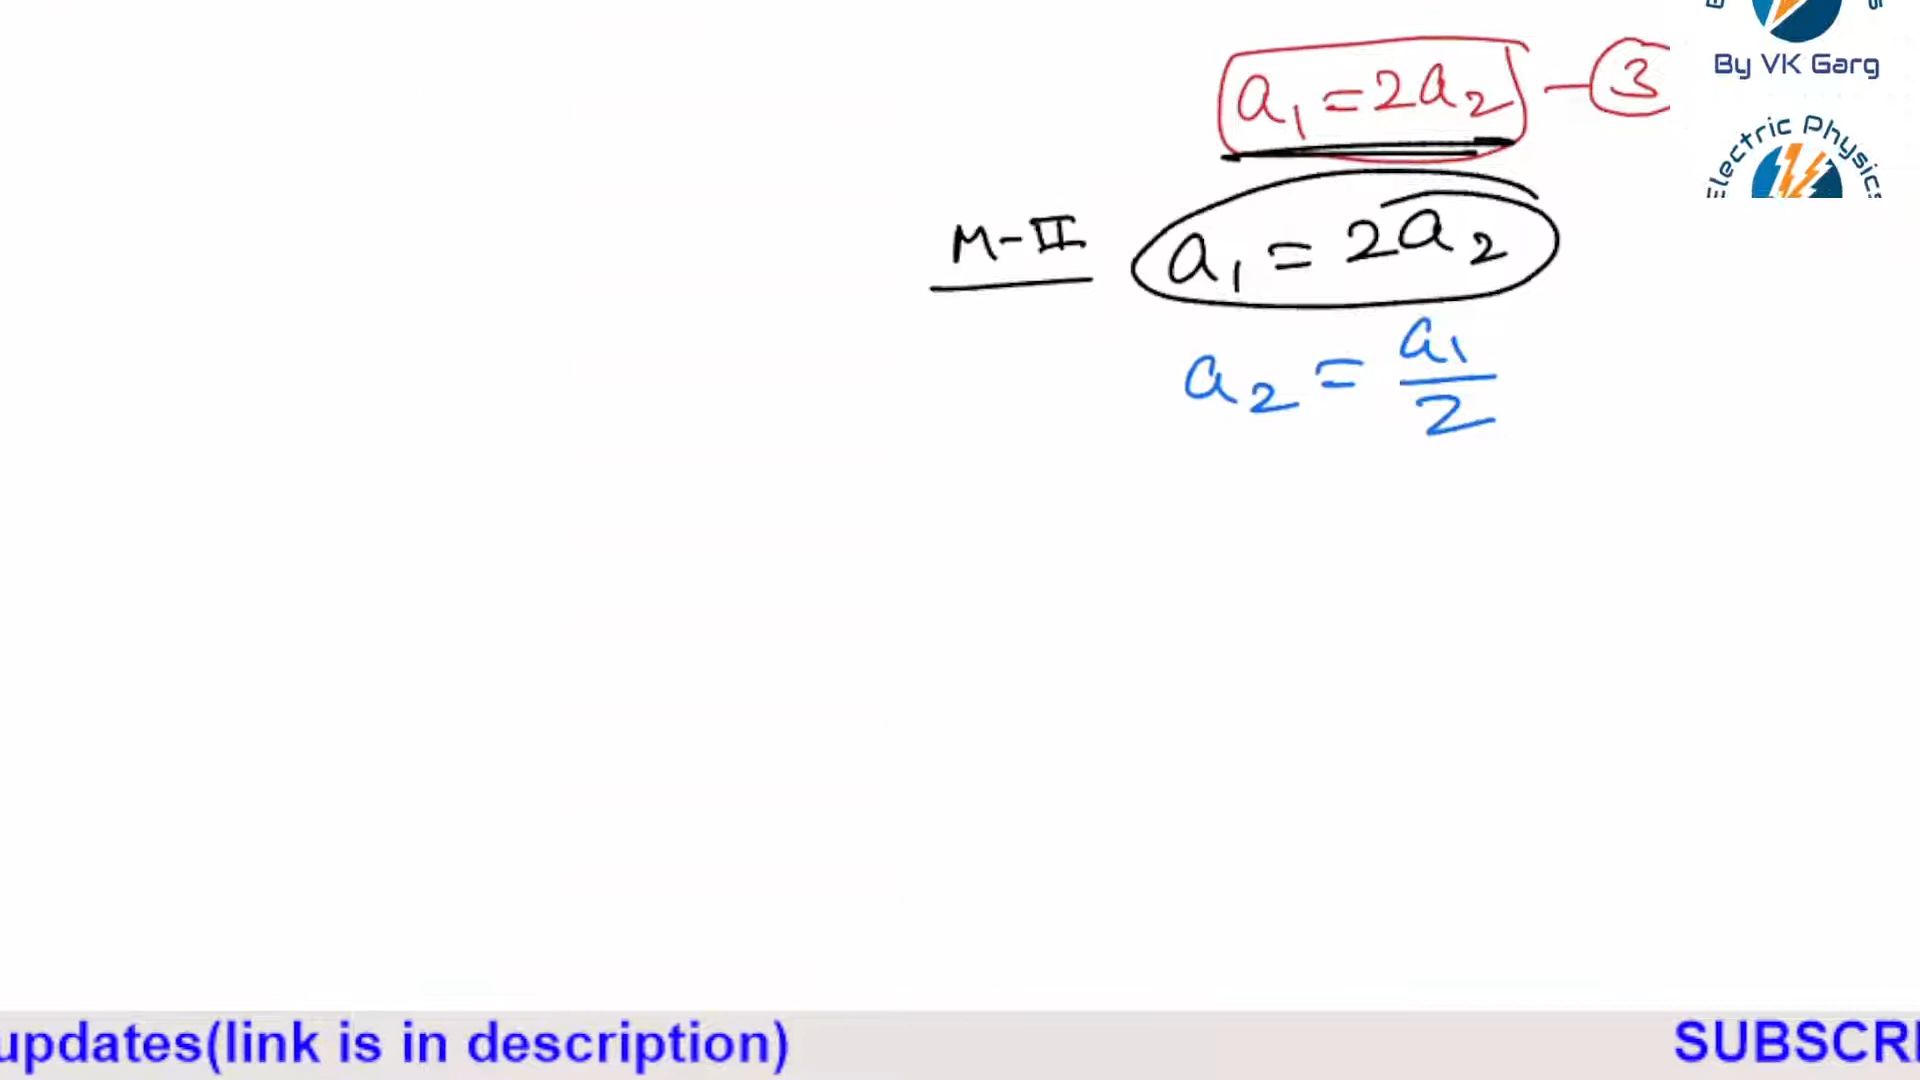 a₁ = 2a₂ — ③
By VK Garg
Electric Physics
M-II a₁ = 2a₂
a₂ = a₁/2
updates(link is in description) SUBSCRI